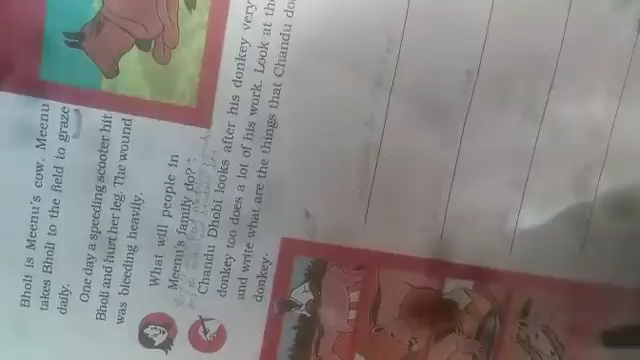 Bholi is Meenu's cow. Meenu
takes Bholi to the field to graze
daily.
One day a speeding scooter hit
Bholi and hurt her leg. The wound
was bleeding heavily.
What will people in
Meenu's family do?
Chandu Dhobi looks after his donkey very
donkey too does a lot of his work. Look at the
and write what are the things that Chandu do
donkey-